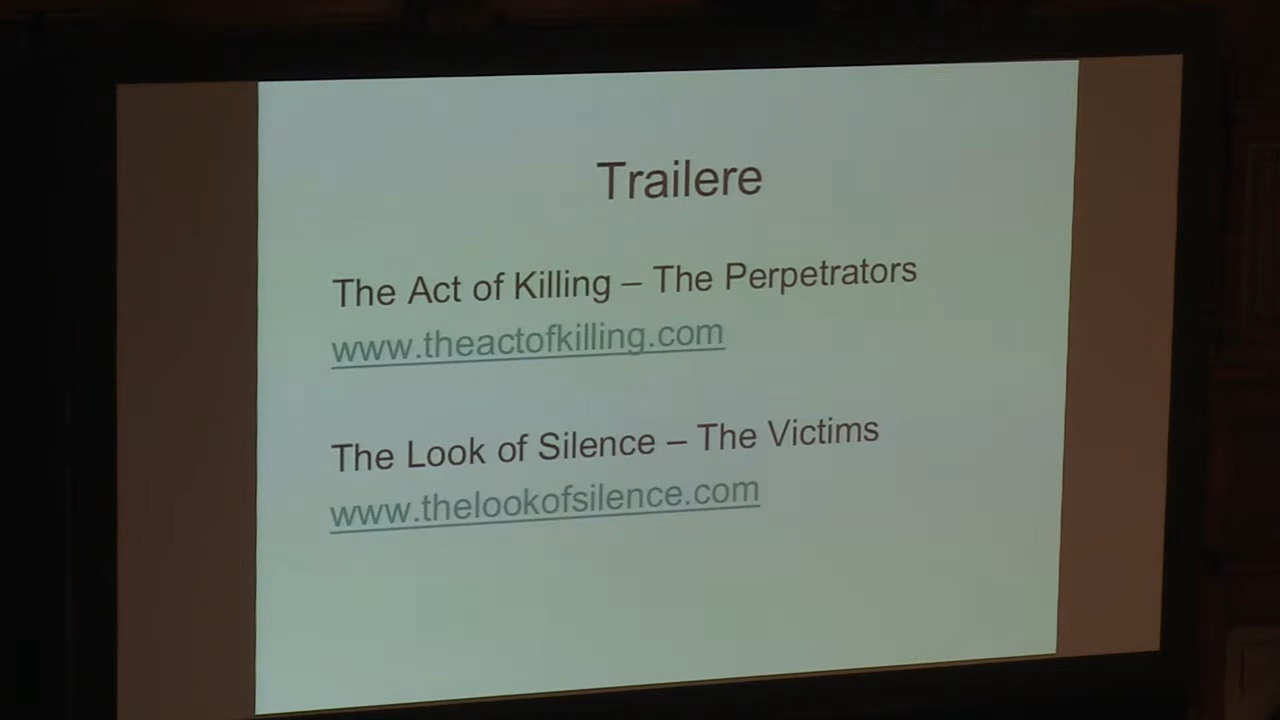 Trailere
The Act of Killing – The Perpetrators
www.theactofkilling.com
The Look of Silence – The Victims
www.thelookofsilence.com